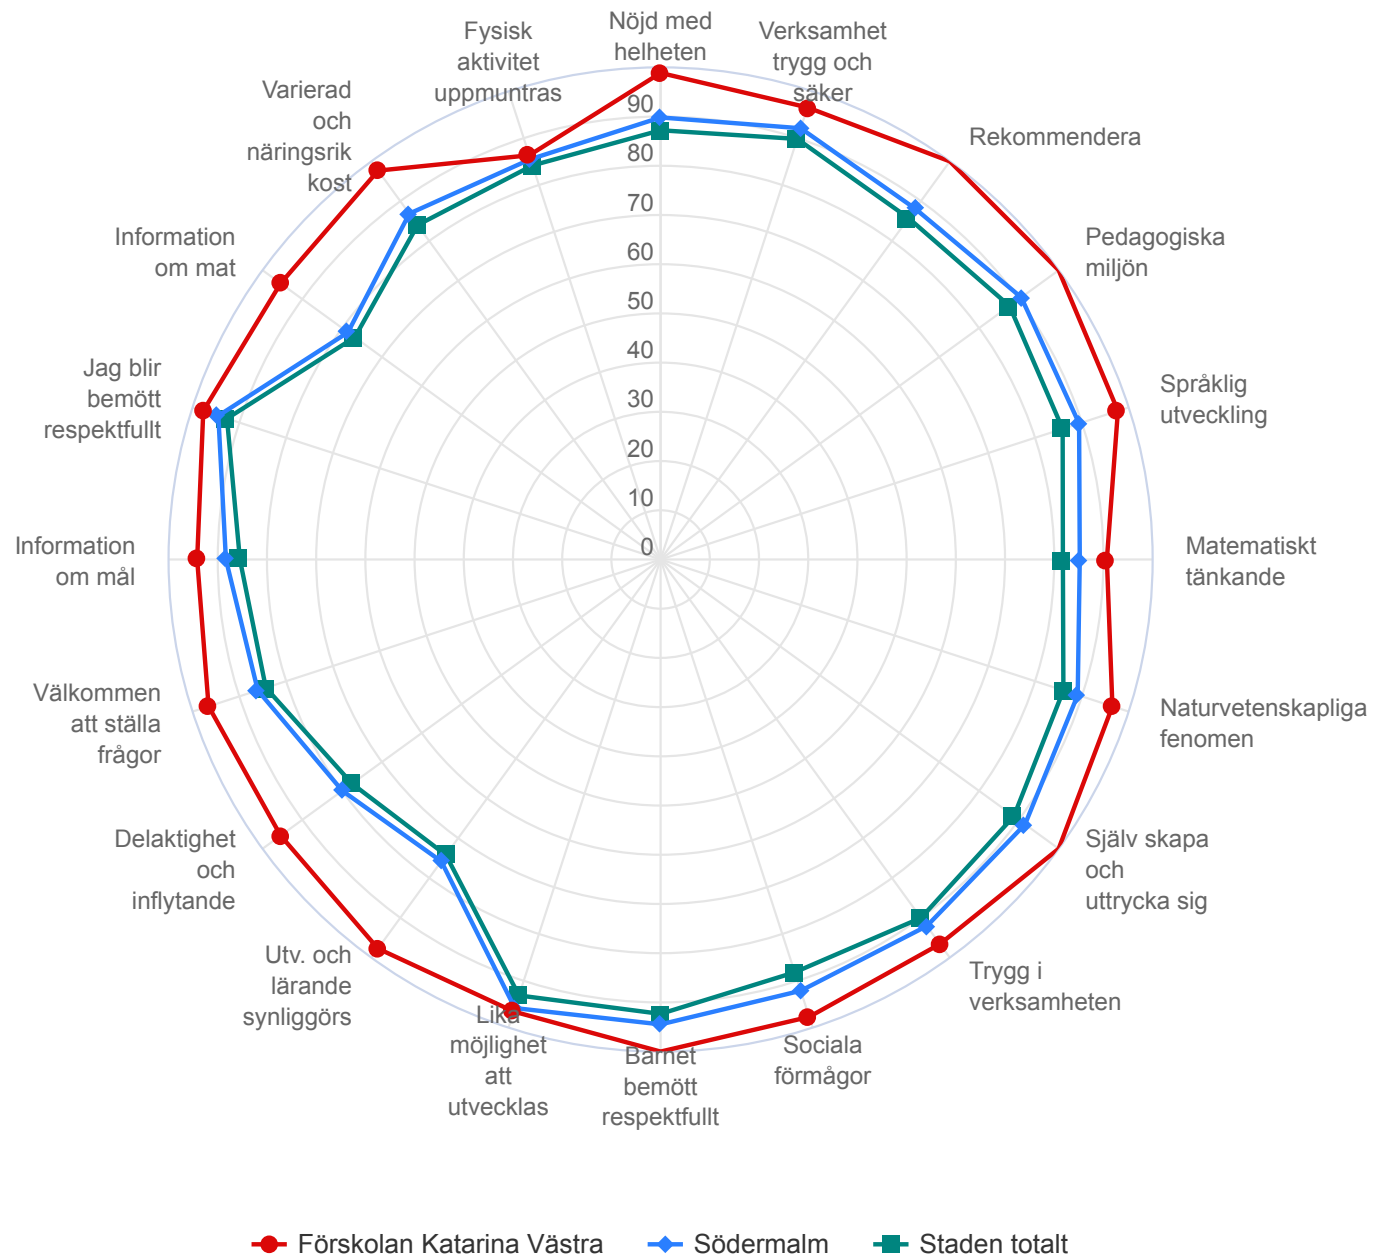 Nöjd med
helheten
Verksamhet
trygg och
säker
Rekommendera
Pedagogiska
miljön
Språklig
utveckling
Matematiskt
tänkande
Naturvetenskapliga
fenomen
Själv skapa
och
uttrycka sig
Trygg i
verksamheten
Sociala
förmågor
Barnet
bemött
respektfullt
Lika
möjlighet
att
utvecklas
Utv. och
lärande
synliggörs
Delaktighet
och
inflytande
Välkommen
att ställa
frågor
Information
om mål
Jag blir
bemött
respektfullt
Information
om mat
Varierad
och
näringsrik
kost
Fysisk
aktivitet
uppmuntras
90
80
70
60
50
40
30
20
10
0
Förskolan Katarina Västra
Södermalm
Staden totalt